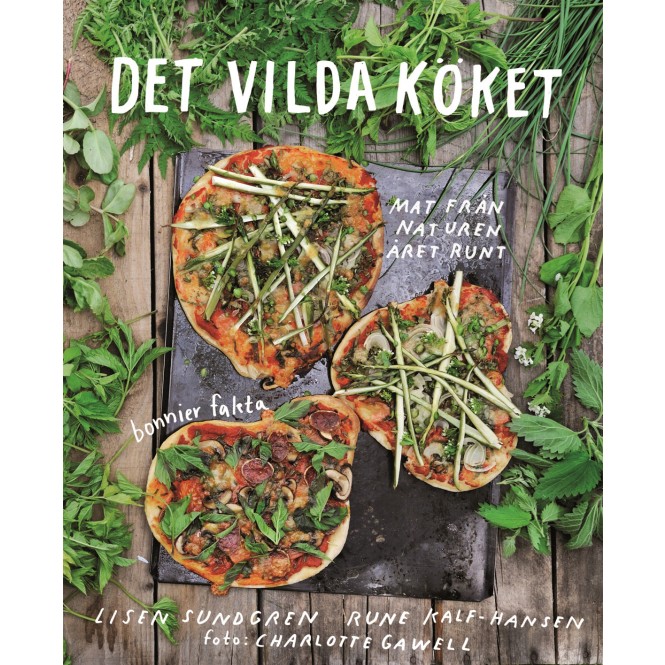 DET VILDA KÖKET
MAT FRÅN
NATUREN
ÅRET RUNT
bonnier fakta
LISEN SUNDGREN RUNE KALF-HANSEN
foto: CHARLOTTE GAWELL